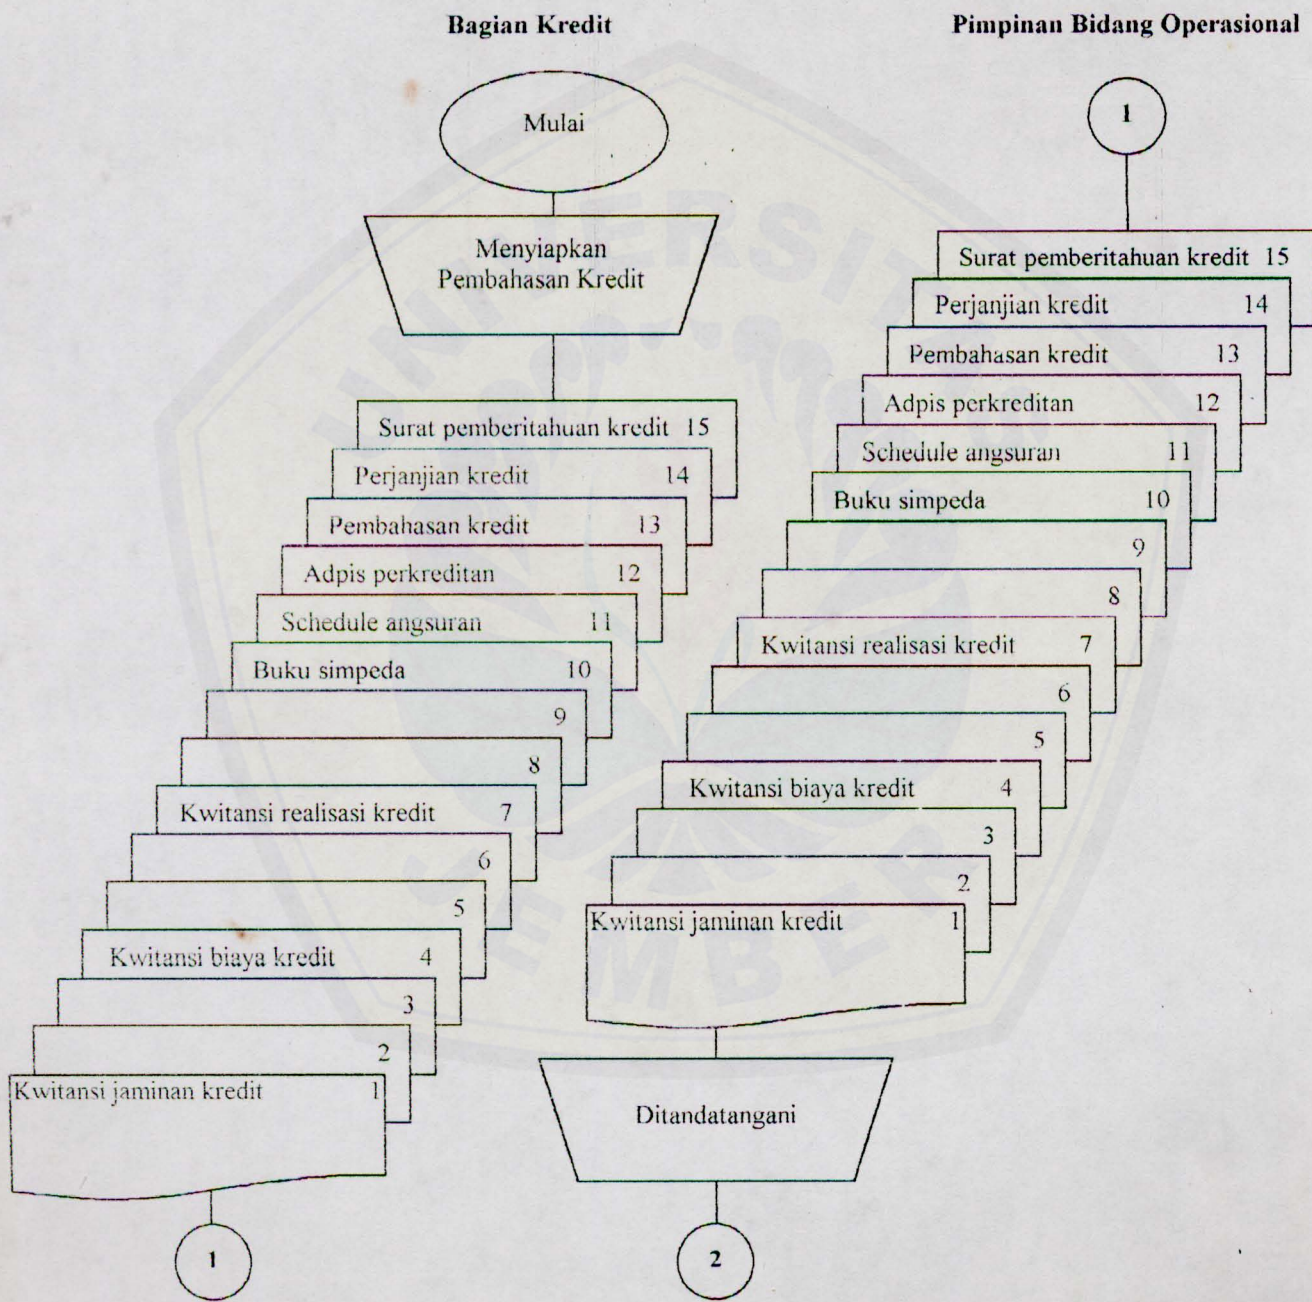 Bagian Kredit
Mulai
Menyiapkan
Pembahasan Kredit
Surat pemberitahuan kredit 15
Perjanjian kredit 14
Pembahasan kredit 13
Adpis perkreditan 12
Schedule angsuran 11
Buku simpeda 10
9
8
Kwitansi realisasi kredit 7
6
5
Kwitansi biaya kredit 4
3
2
Kwitansi jaminan kredit 1
1
Pimpinan Bidang Operasional
1
Surat pemberitahuan kredit 15
Perjanjian kredit 14
Pembahasan kredit 13
Adpis perkreditan 12
Schedule angsuran 11
Buku simpeda 10
9
8
Kwitansi realisasi kredit 7
6
5
Kwitansi biaya kredit 4
3
2
Kwitansi jaminan kredit 1
Ditandatangani
2
UNIVERSITAS
JEMBER